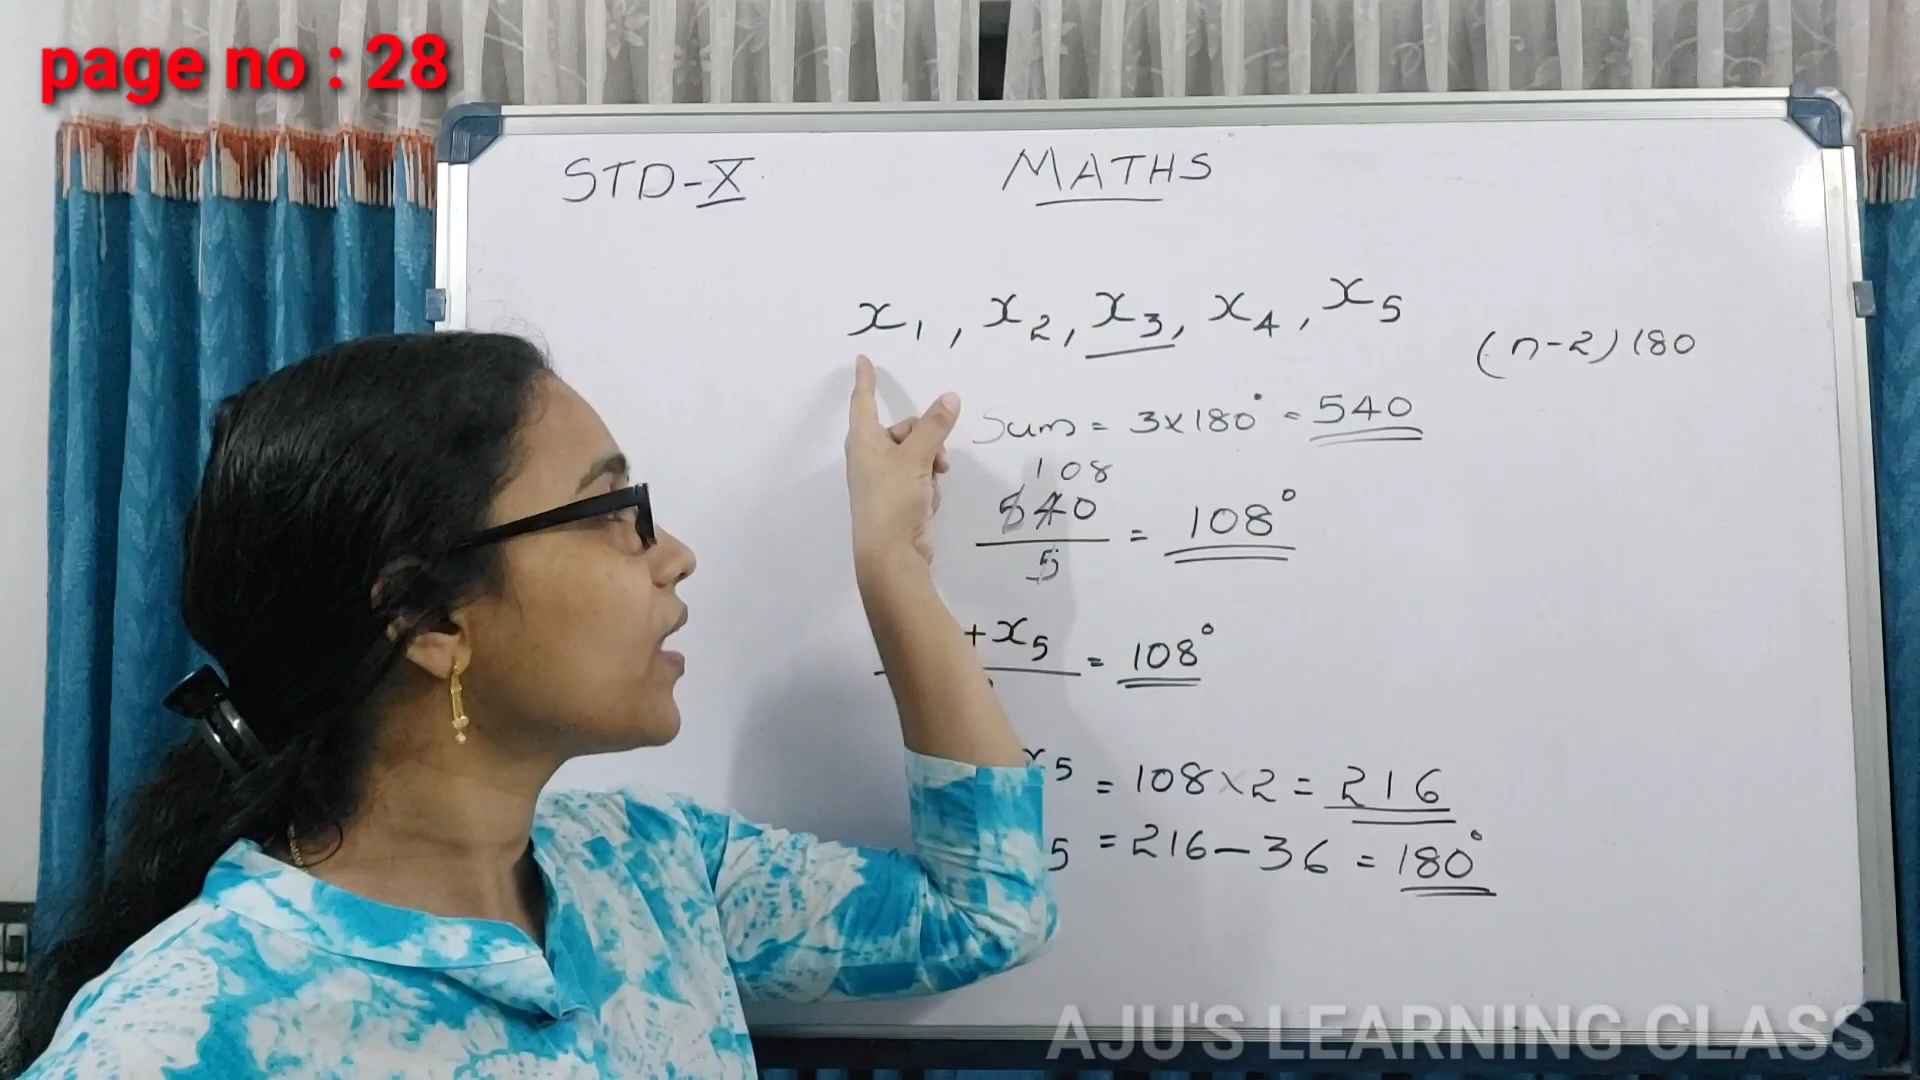 page no : 28
STD-X
MATHS
x₁, x₂, x₃, x₄, x₅
(n-2)180
Sum = 3x180° = 540
108
540
= 108°
5
+x₅
= 108°
x₅ = 108x2 = 216
5 = 216-36 = 180°
AJU'S LEARNING CLASS